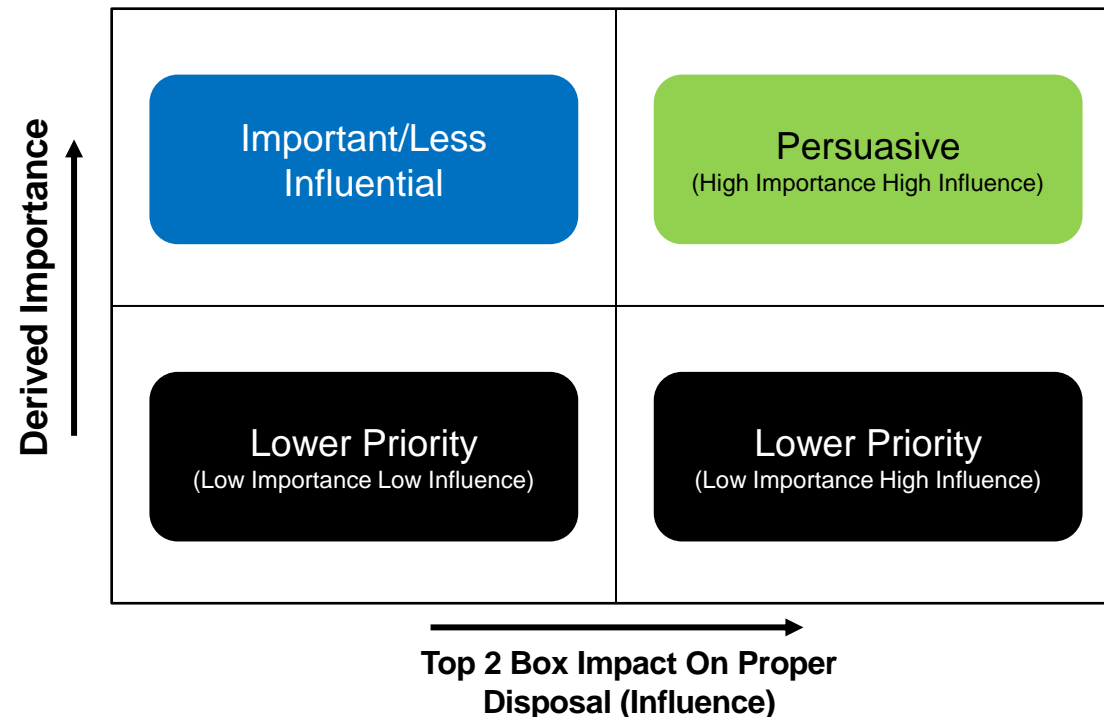 Derived Importance
Important/Less
Influential
Persuasive
(High Importance High Influence)
Lower Priority
(Low Importance Low Influence)
Lower Priority
(Low Importance High Influence)
Top 2 Box Impact On Proper
Disposal (Influence)